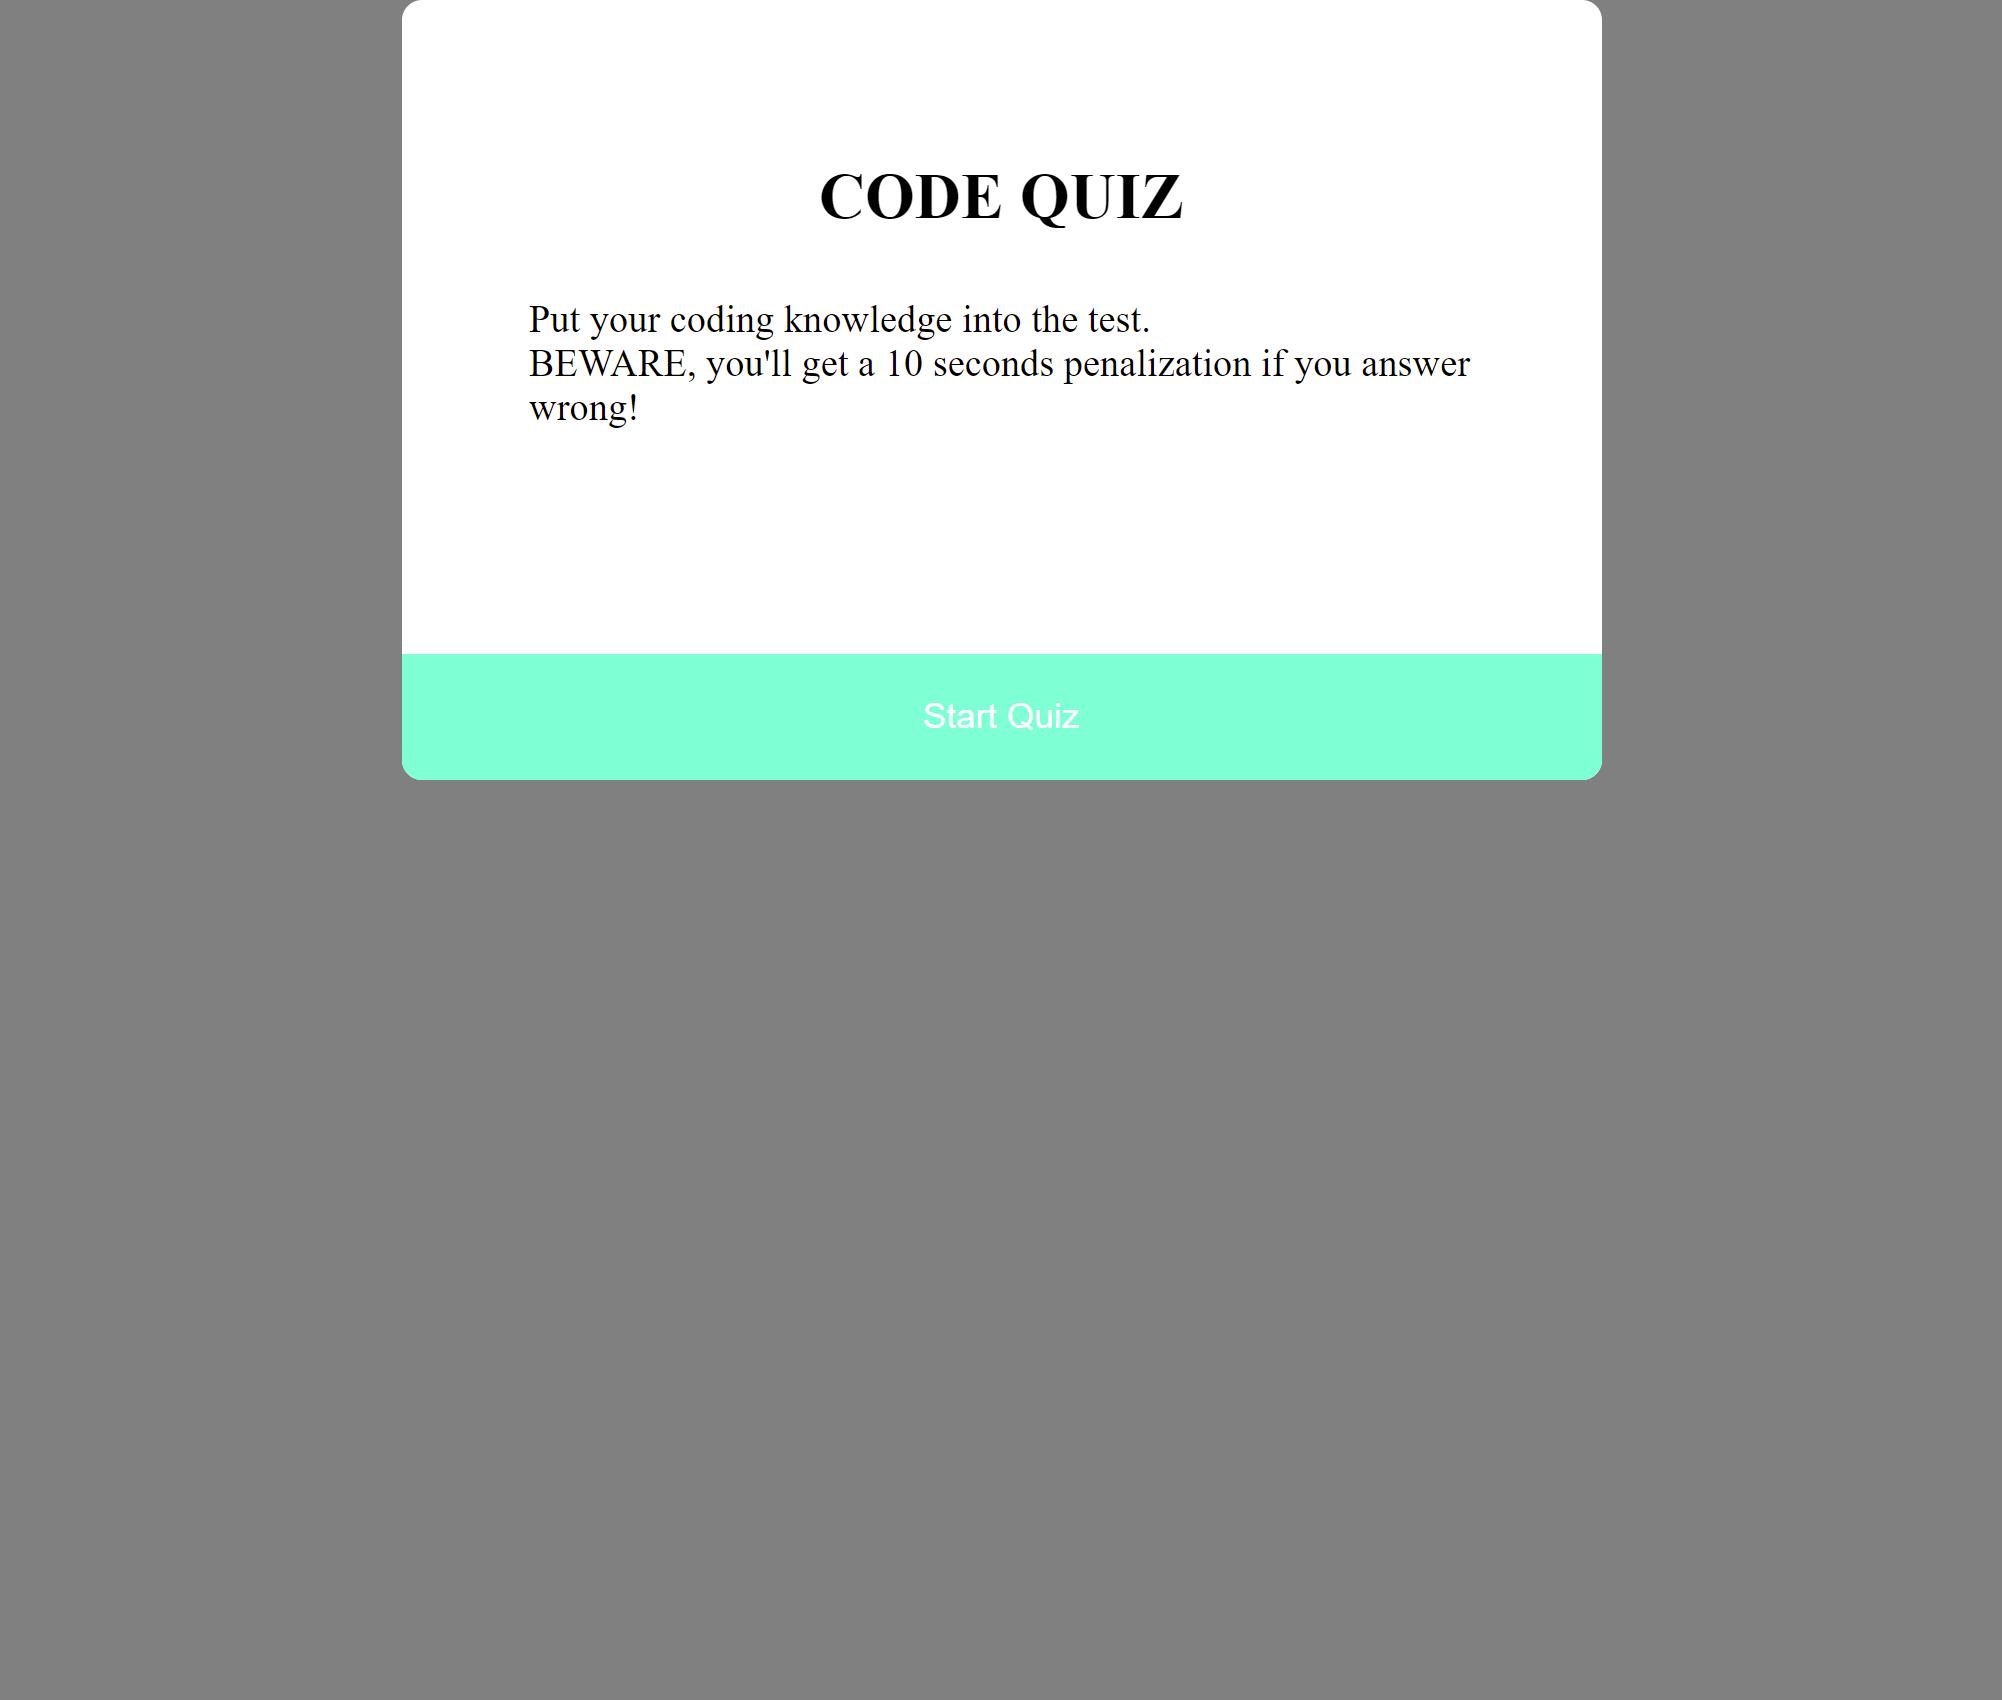 CODE QUIZ
Put your coding knowledge into the test.
BEWARE, you'll get a 10 seconds penalization if you answer
wrong!
Start Quiz